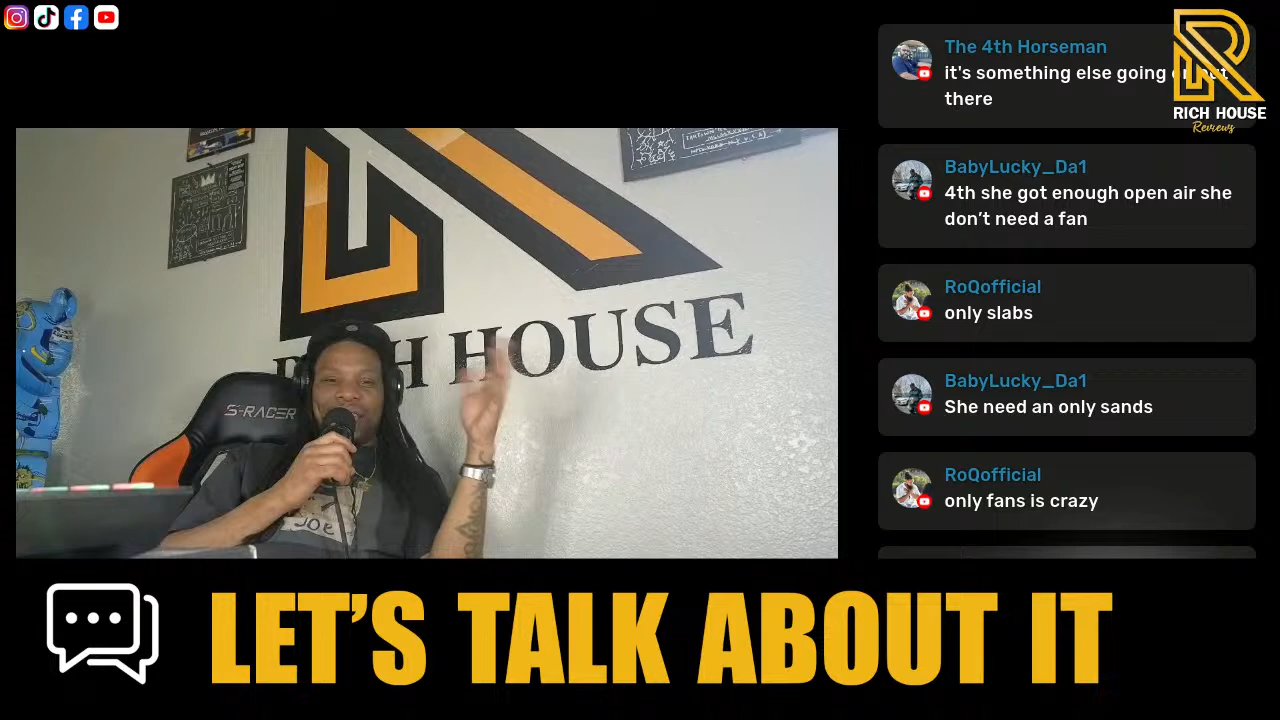 The 4th Horseman
it's something else going
there
RICH HOUSE
Reviews
BabyLucky_Da1
4th she got enough open air she
don’t need a fan
RoQofficial
only slabs
BabyLucky_Da1
She need an only sands
RoQofficial
only fans is crazy
HOUSE
S-RACER
LET’S TALK ABOUT IT